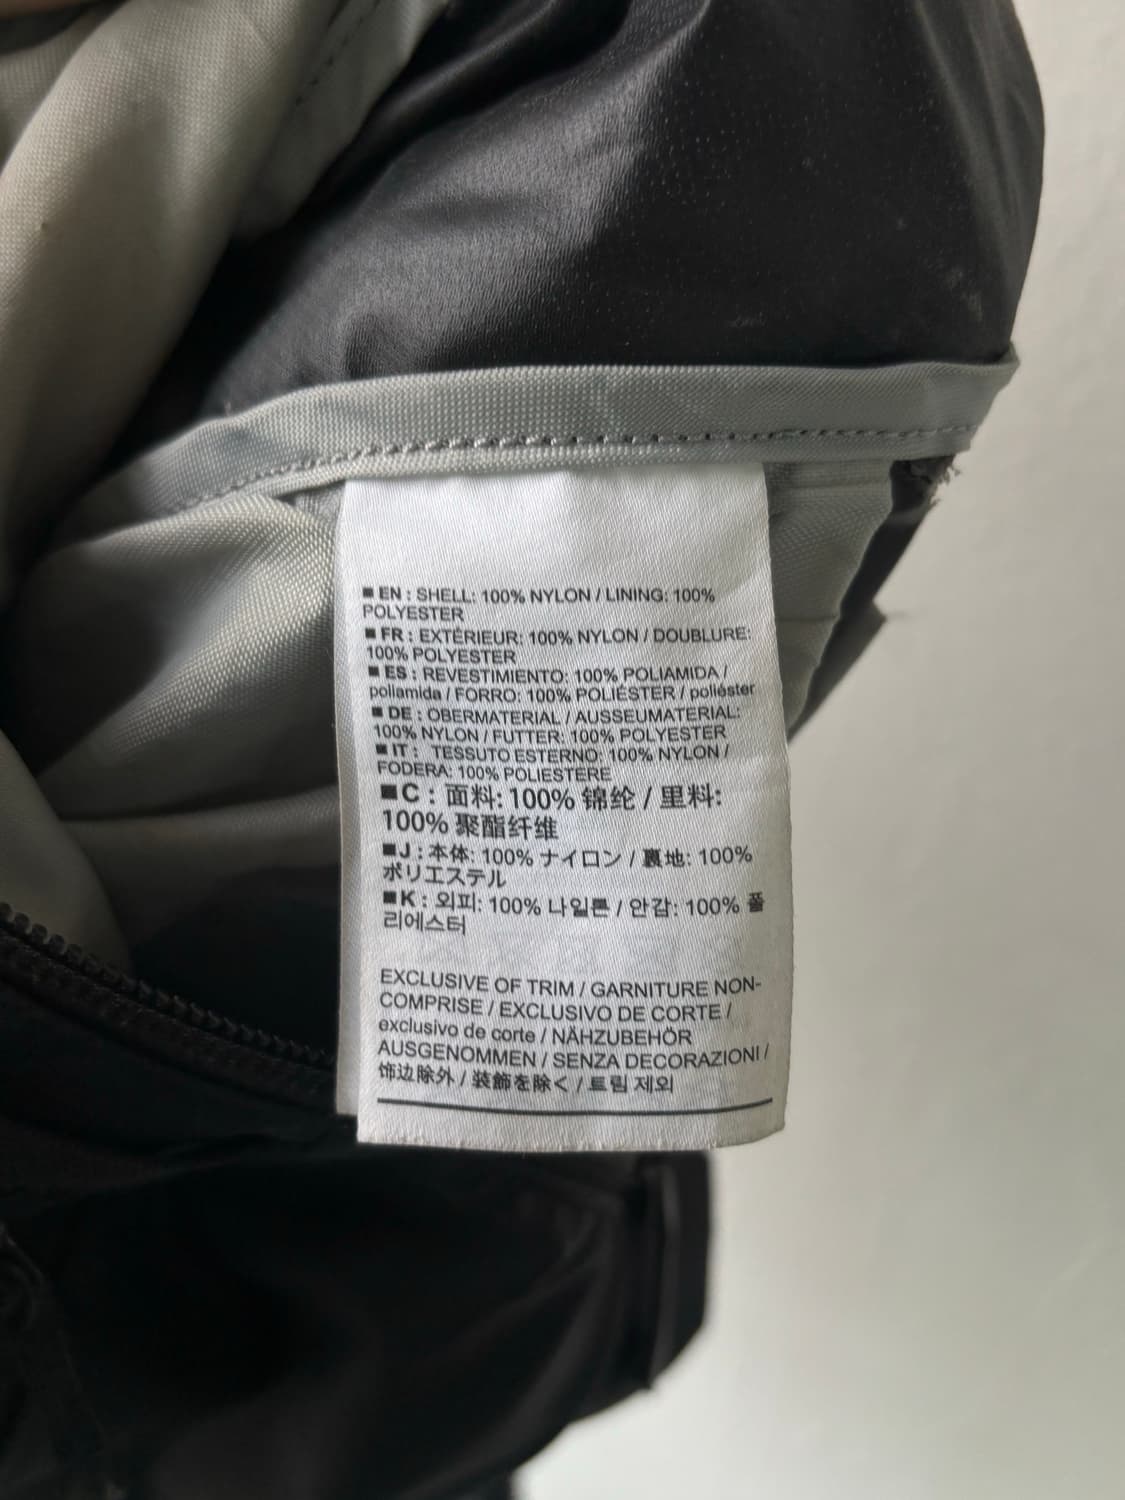 ■ EN : SHELL: 100% NYLON / LINING: 100%
POLYESTER
■ FR : EXTÉRIEUR: 100% NYLON / DOUBLURE:
100% POLYESTER
■ ES : REVESTIMIENTO: 100% POLIAMIDA /
poliamida / FORRO: 100% POLIÉSTER / poliéster
■ DE : OBERMATERIAL / AUSSEUMATERIAL:
100% NYLON / FUTTER: 100% POLYESTER
■ IT : TESSUTO ESTERNO: 100% NYLON /
FODERA: 100% POLIESTERE
■ C : 面料: 100% 锦纶 / 里料:
100% 聚酯纤维
■ J : 本体: 100% ナイロン / 裏地: 100%
ポリエステル
■ K : 외피: 100% 나일론 / 안감: 100% 폴
리에스터
EXCLUSIVE OF TRIM / GARNITURE NON-
COMPRISE / EXCLUSIVO DE CORTE /
exclusivo de corte / NÄHZUBEHÖR
AUSGENOMMEN / SENZA DECORAZIONI /
饰边除外 / 装飾を除く / 트림 제외